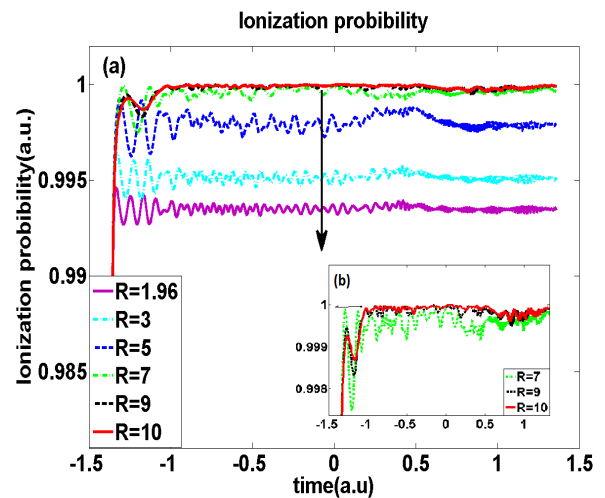 Ionization probibility
(a)
Ionization probibility(a.u.)
1
0.995
0.99
0.985
R=1.96
R=3
R=5
R=7
R=9
R=10
-1.5 -1 -0.5 0 0.5 1 1.5
time(a.u)
(b)
1
0.999
0.998
R=7
R=9
R=10
-1.5 -1 -0.5 0 0.5 1